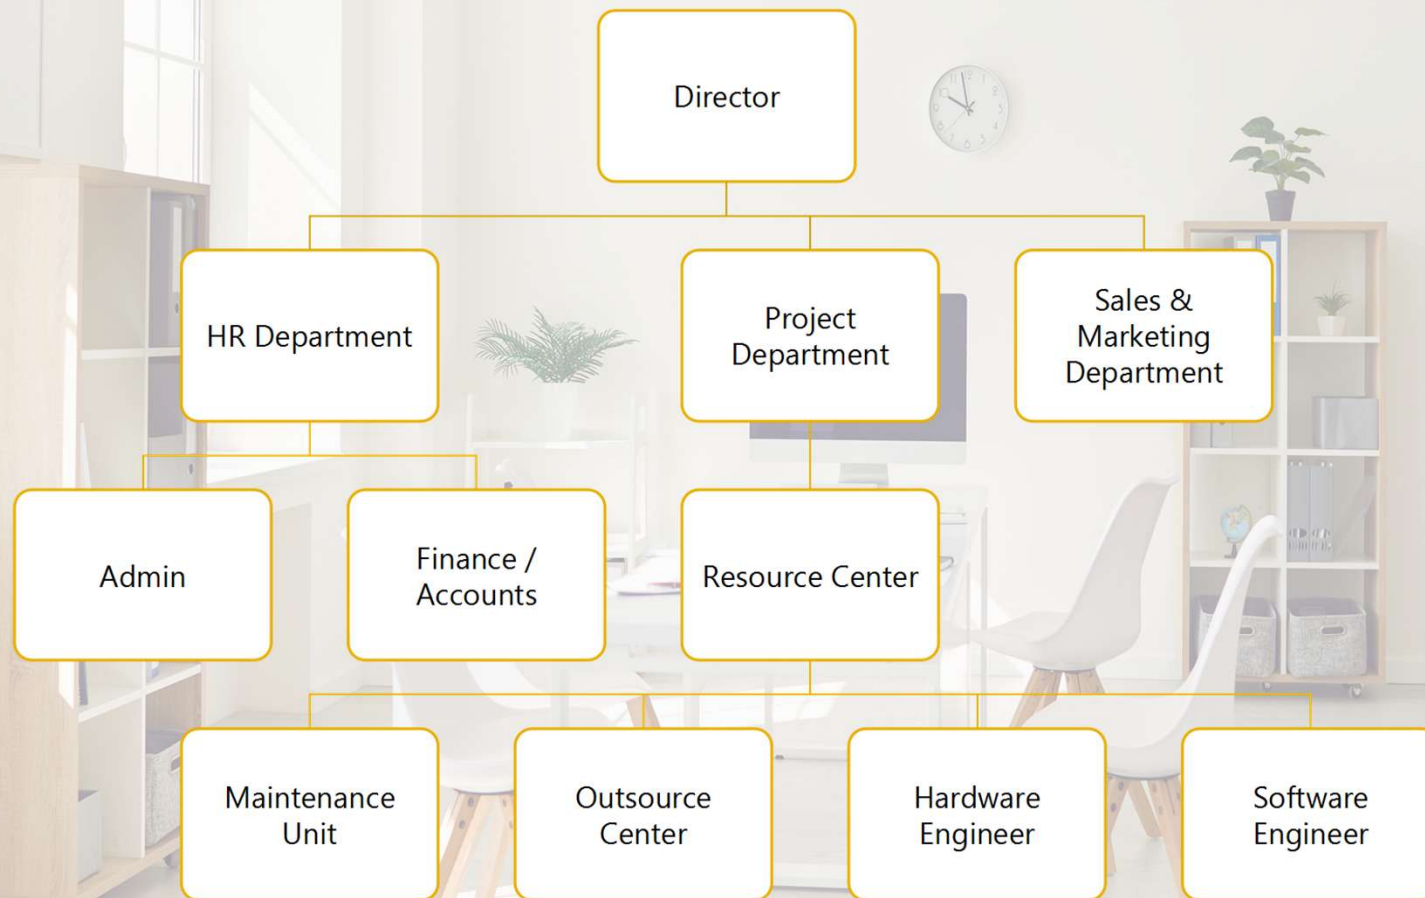 Director
HR Department
Project
Department
Sales &
Marketing
Department
Admin
Finance /
Accounts
Resource Center
Maintenance
Unit
Outsource
Center
Hardware
Engineer
Software
Engineer